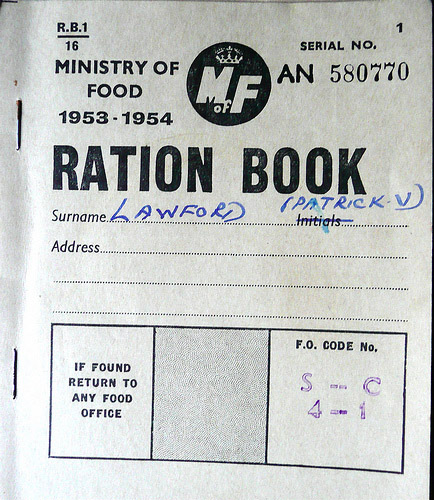 R.B.1
16
1
SERIAL NO.
MINISTRY OF
FOOD
1953-1954
M of F
AN 580770
RATION BOOK
Surname LAWFORD (PATRICK-V)
Initials
Address
IF FOUND
RETURN TO
ANY FOOD
OFFICE
F.O. CODE No.
S - C
4 - 1